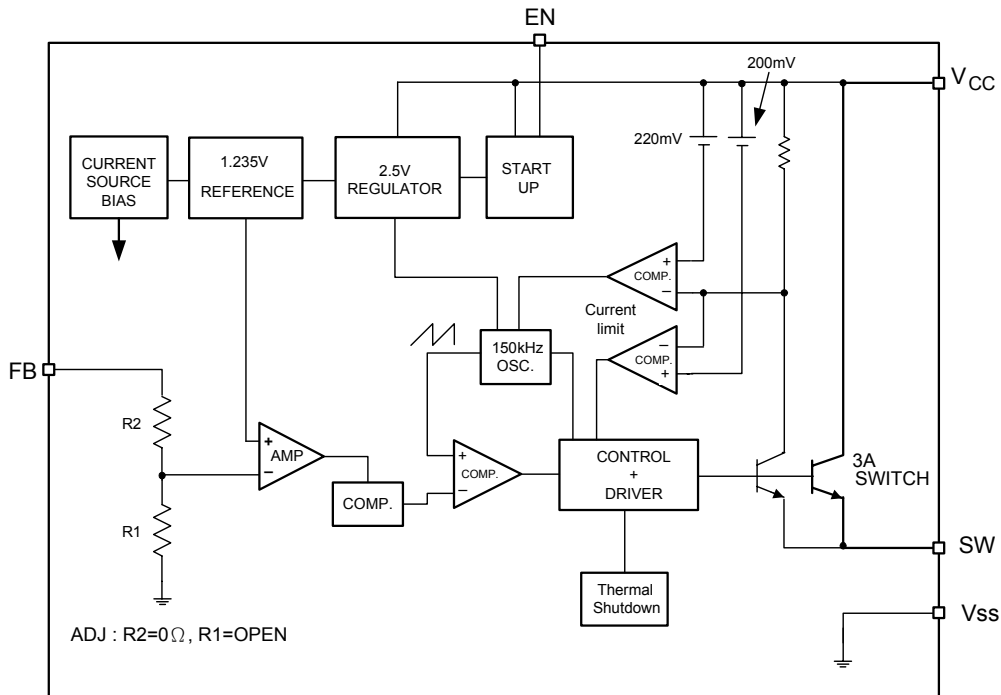 EN
200mV
V CC
220mV
CURRENT
SOURCE
BIAS
1.235V
REFERENCE
2.5V
REGULATOR
START
UP
+
COMP.
−
Current
limit
−
COMP.
+
150kHz
OSC.
FB
R2
+
AMP
−
COMP.
+
COMP.
−
CONTROL
+
DRIVER
3A
SWITCH
R1
SW
Thermal
Shutdown
Vss
ADJ : R2=0Ω, R1=OPEN